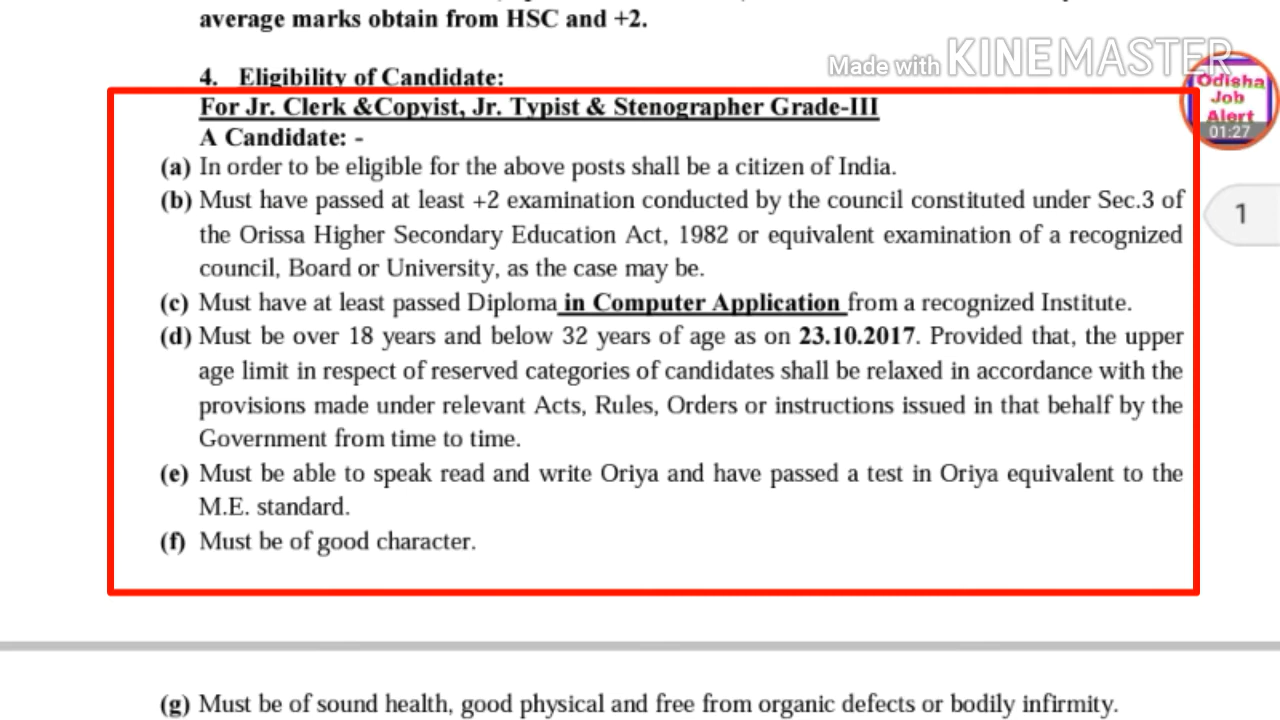 average marks obtain from HSC and +2.
Made with KINEMASTER
4. Eligibility of Candidate:
Odisha
Job
Alert
01:27
For Jr. Clerk &Copyist, Jr. Typist & Stenographer Grade-III
A Candidate: -
(a) In order to be eligible for the above posts shall be a citizen of India.
(b) Must have passed at least +2 examination conducted by the council constituted under Sec.3 of
the Orissa Higher Secondary Education Act, 1982 or equivalent examination of a recognized
council, Board or University, as the case may be.
1
(c) Must have at least passed Diploma in Computer Application from a recognized Institute.
(d) Must be over 18 years and below 32 years of age as on 23.10.2017. Provided that, the upper
age limit in respect of reserved categories of candidates shall be relaxed in accordance with the
provisions made under relevant Acts, Rules, Orders or instructions issued in that behalf by the
Government from time to time.
(e) Must be able to speak read and write Oriya and have passed a test in Oriya equivalent to the
M.E. standard.
(f) Must be of good character.
(g) Must be of sound health, good physical and free from organic defects or bodily infirmity.